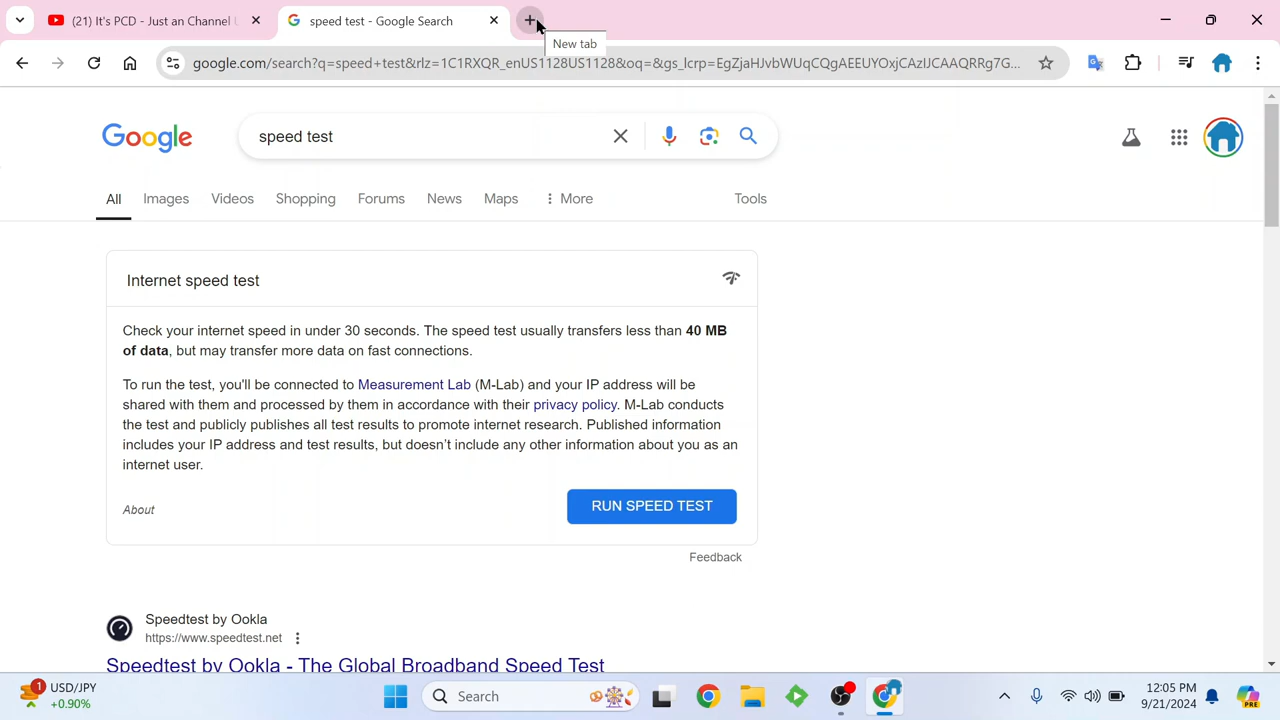 (21) It's PCD - Just an Channel
speed test - Google Search
New tab
google.com/search?q=speed+test&rlz=1C1RXQR_enUS1128US1128&oq=&gs_lcrp=EgZjaHJvbWUqCQgAEEUYOxjCAzIJCAAQRRg7G...
Google
speed test
All Images Videos Shopping Forums News Maps More Tools
Internet speed test
Check your internet speed in under 30 seconds. The speed test usually transfers less than 40 MB
of data, but may transfer more data on fast connections.
To run the test, you'll be connected to Measurement Lab (M-Lab) and your IP address will be
shared with them and processed by them in accordance with their privacy policy. M-Lab conducts
the test and publicly publishes all test results to promote internet research. Published information
includes your IP address and test results, but doesn't include any other information about you as an
internet user.
About
RUN SPEED TEST
Feedback
Speedtest by Ookla
https://www.speedtest.net
Speedtest by Ookla - The Global Broadband Speed Test
1
USD/JPY
+0.90%
Search
12:05 PM
9/21/2024
PRE